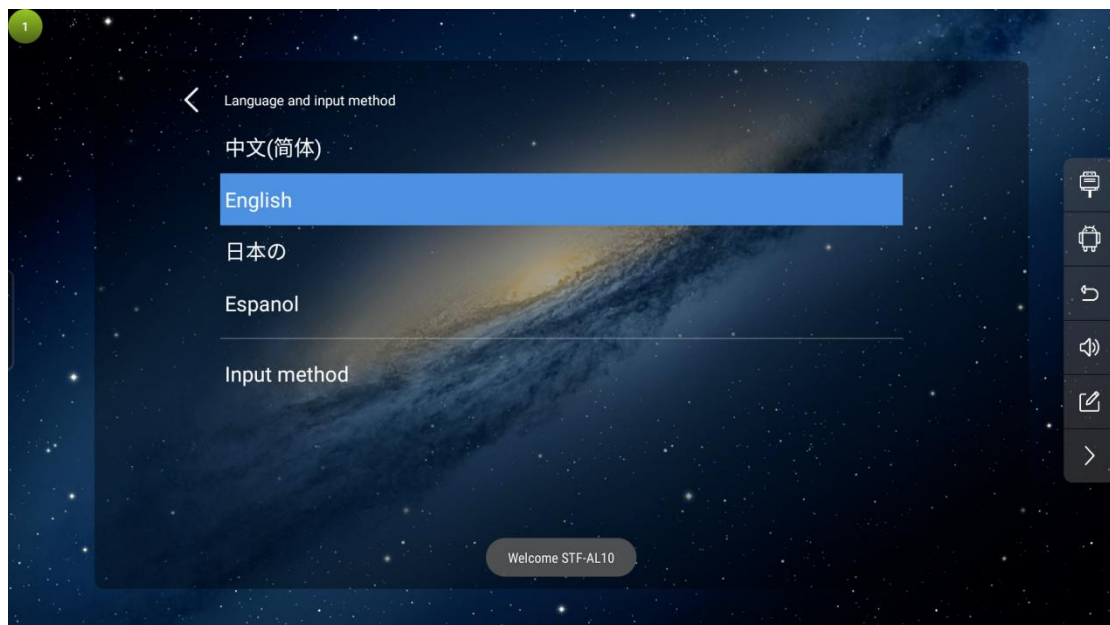 1
Language and input method
中文(简体)
English
日本の
Espanol
Input method
Welcome STF-AL10